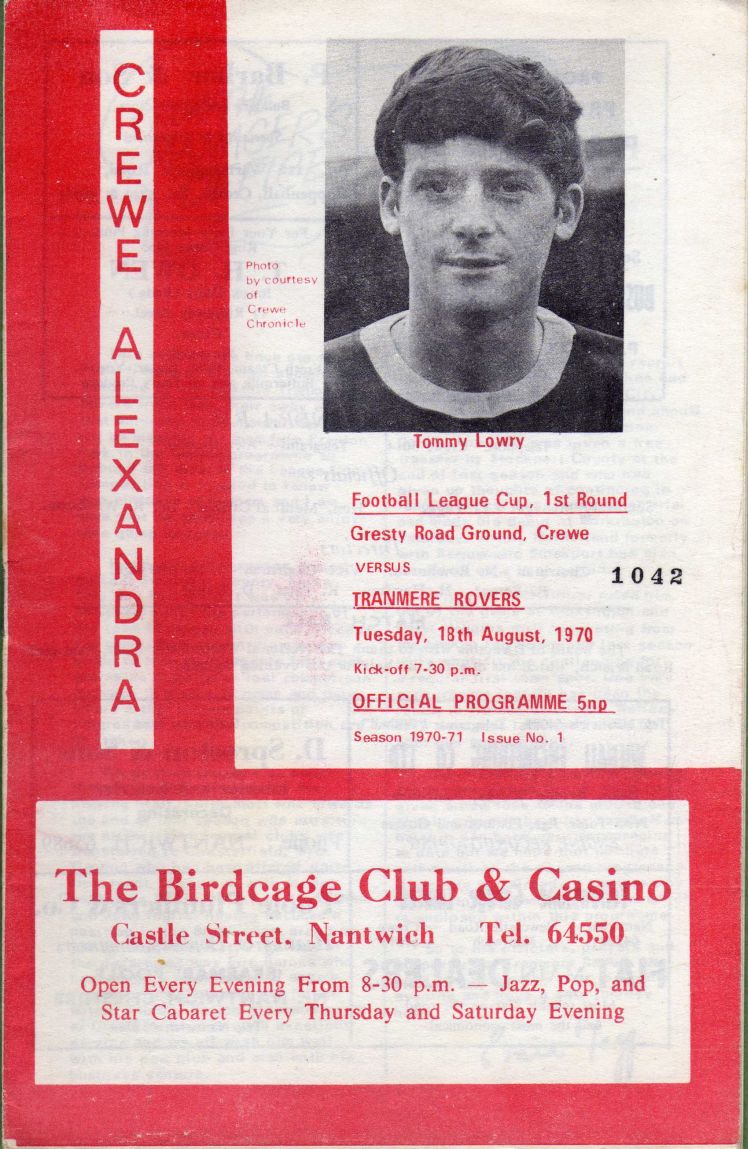 CREWE ALEXANDRA
Photo
by courtesy
of
Crewe
Chronicle
Tommy Lowry
Football League Cup, 1st Round
Gresty Road Ground, Crewe
VERSUS
1042
TRANMERE ROVERS
Tuesday, 18th August, 1970
Kick-off 7-30 p.m.
OFFICIAL PROGRAMME 5np
Season 1970-71 Issue No. 1
The Birdcage Club & Casino
Castle Street, Nantwich Tel. 64550
Open Every Evening From 8-30 p.m. — Jazz, Pop, and
Star Cabaret Every Thursday and Saturday Evening